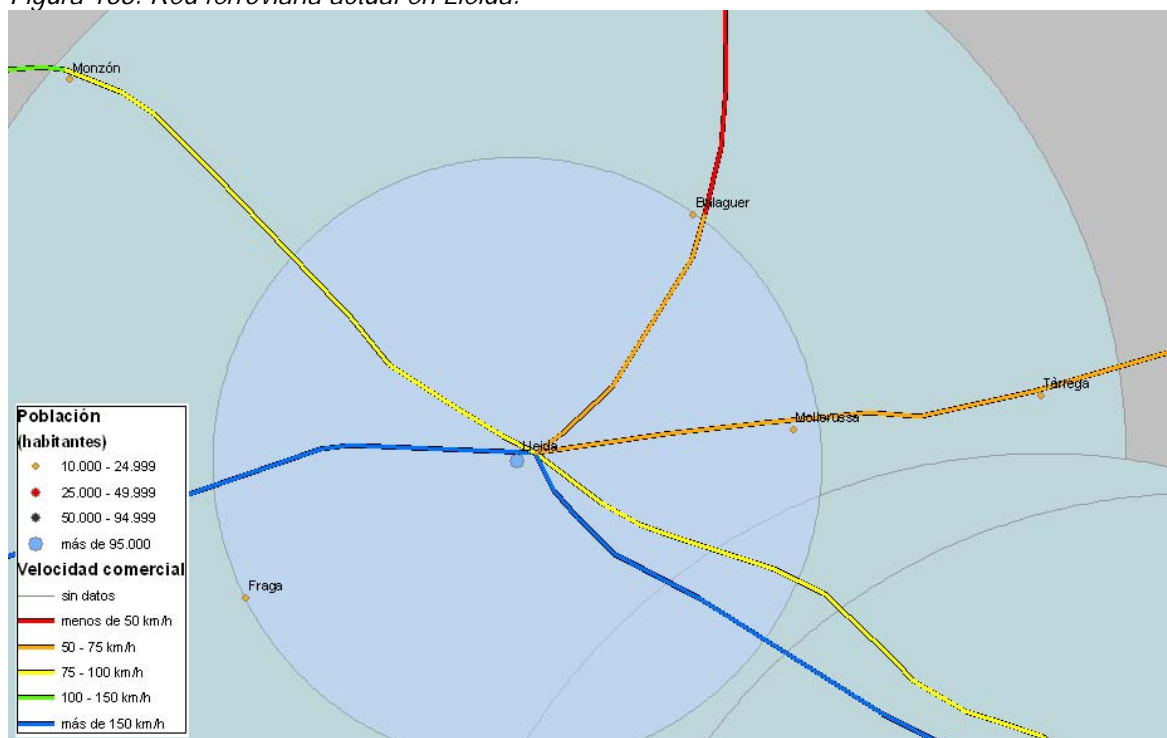 Figura 153. Red ferroviaria actual en Lleida.
Monzón
Balaguer
Tàrrega
Mollerussa
Lleida
Fraga
Población
(habitantes)
10.000 - 24.999
25.000 - 49.999
50.000 - 94.999
más de 95.000
Velocidad comercial
sin datos
menos de 50 km/h
50 - 75 km/h
75 - 100 km/h
100 - 150 km/h
más de 150 km/h